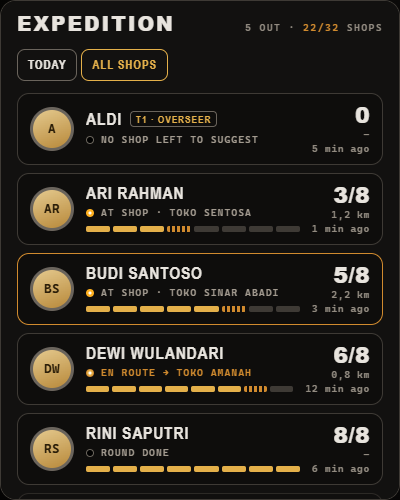 EXPEDITION
5 OUT · 22/32 SHOPS
TODAY
ALL SHOPS
A
ALDI
T1 · OVERSEER
NO SHOP LEFT TO SUGGEST
0
–
5 min ago
AR
ARI RAHMAN
AT SHOP · TOKO SENTOSA
3/8
1,2 km
1 min ago
BS
BUDI SANTOSO
AT SHOP · TOKO SINAR ABADI
5/8
2,2 km
3 min ago
DW
DEWI WULANDARI
EN ROUTE → TOKO AMANAH
6/8
0,8 km
12 min ago
RS
RINI SAPUTRI
ROUND DONE
8/8
–
6 min ago